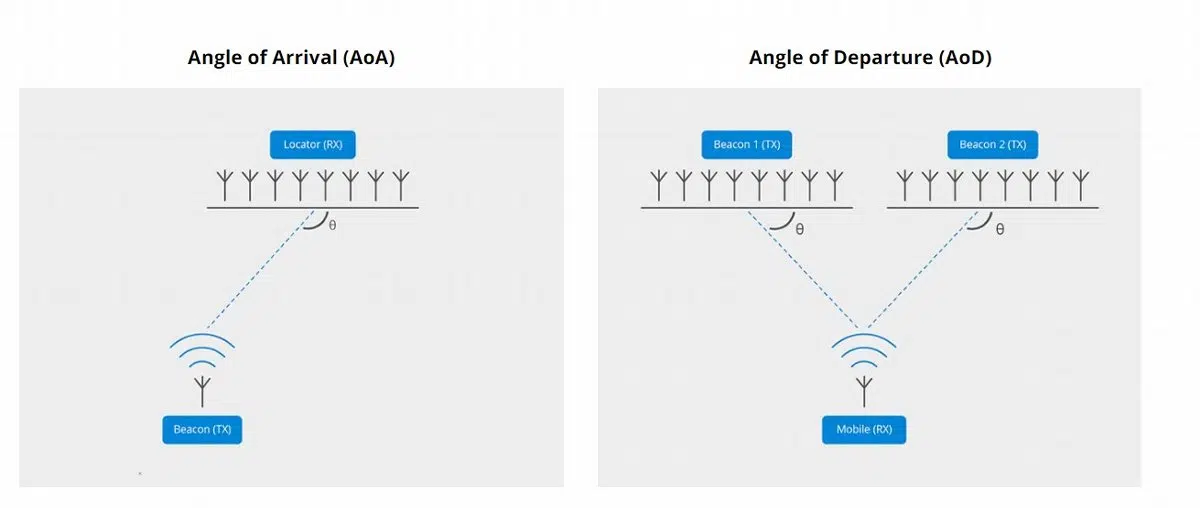 Angle of Arrival (AoA)
Locator (RX)
θ
Beacon (TX)
Angle of Departure (AoD)
Beacon 1 (TX)
Beacon 2 (TX)
θ
θ
Mobile (RX)